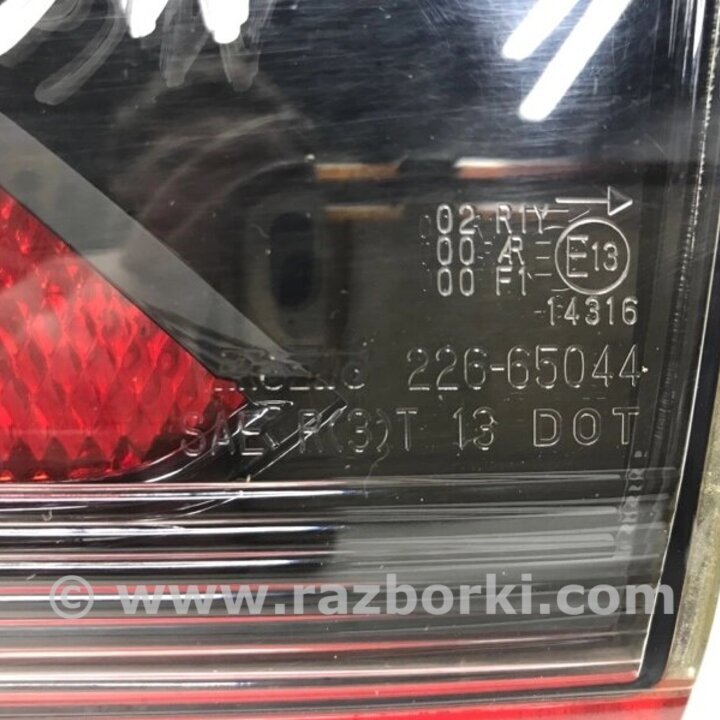 02 R1Y
00 AR E13
00 F1
14316
226-65044
SAE R(3)T 13 DOT
© www.razborki.com